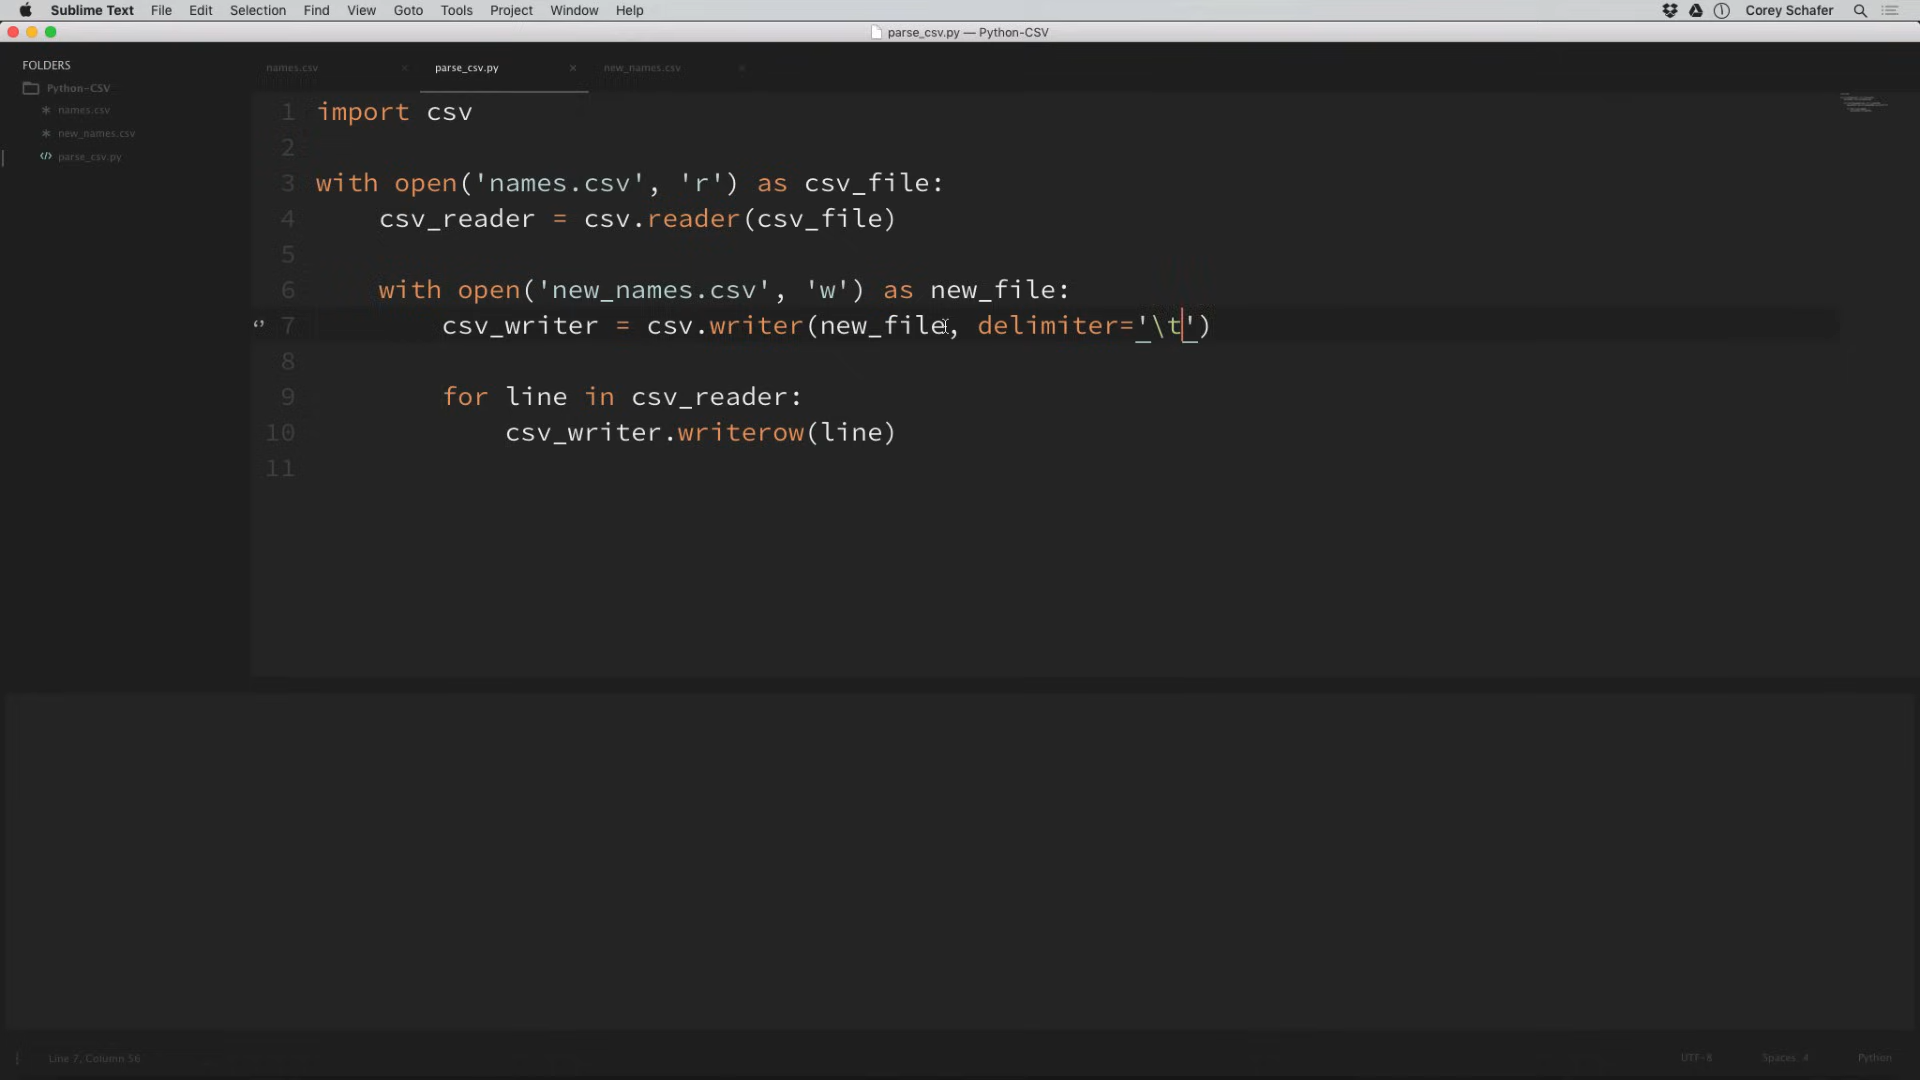 Sublime Text File Edit Selection Find View Goto Tools Project Window Help Corey Schafer
parse_csv.py — Python-CSV
FOLDERS
Python-CSV
names.csv
new_names.csv
parse_csv.py
names.csv × parse_csv.py × new_names.csv ×
1 import csv
2
3 with open('names.csv', 'r') as csv_file:
4 csv_reader = csv.reader(csv_file)
5
6 with open('new_names.csv', 'w') as new_file:
7 csv_writer = csv.writer(new_file, delimiter='\t')
8
9 for line in csv_reader:
10 csv_writer.writerow(line)
11
Line 7, Column 56 UTF-8 Spaces 4 Python